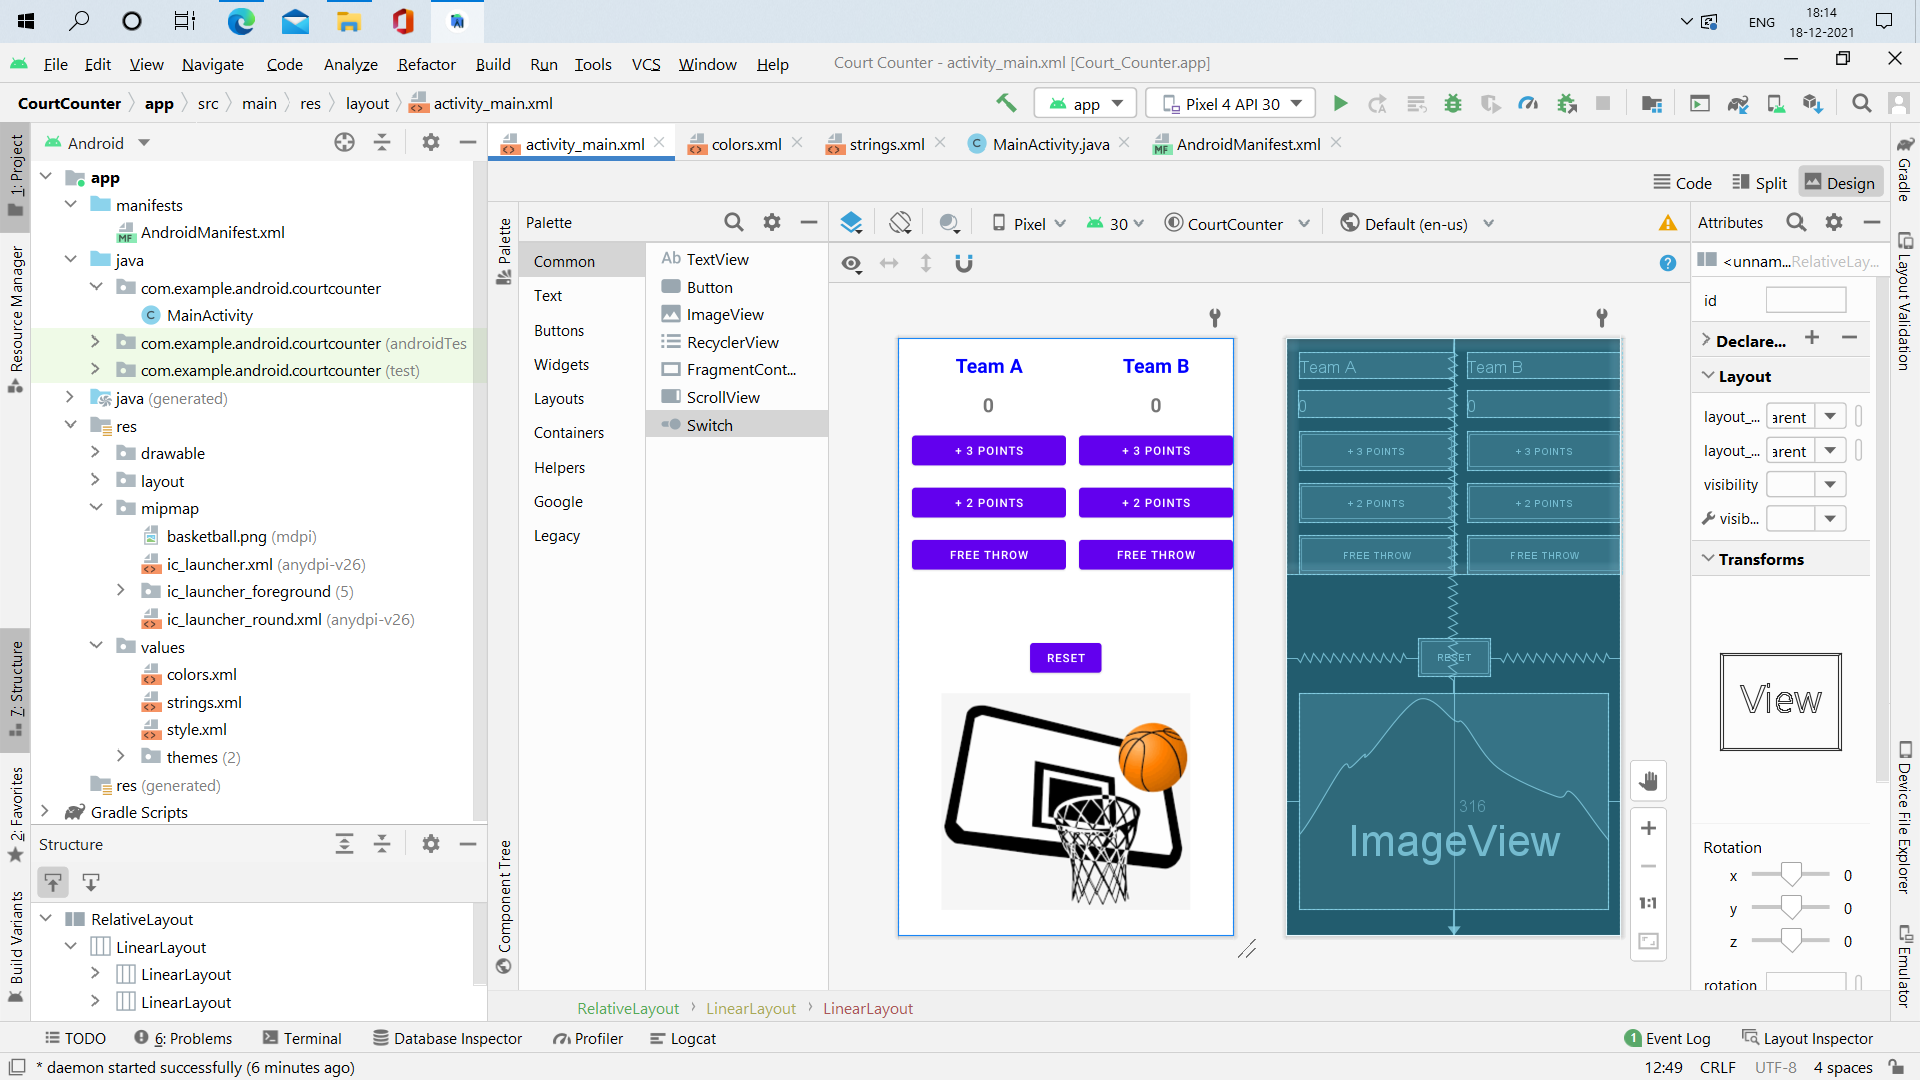 ENG
18:14
18-12-2021
File Edit View Navigate Code Analyze Refactor Build Run Tools VCS Window Help
Court Counter - activity_main.xml [Court_Counter.app]
CourtCounter app src main res layout activity_main.xml
app Pixel 4 API 30
Android
activity_main.xml colors.xml strings.xml MainActivity.java AndroidManifest.xml
Code Split Design
1: Project
Resource Manager
Z: Structure
2: Favorites
Build Variants
app
manifests
AndroidManifest.xml
java
com.example.android.courtcounter
MainActivity
com.example.android.courtcounter (androidTes
com.example.android.courtcounter (test)
java (generated)
res
drawable
layout
mipmap
basketball.png (mdpi)
ic_launcher.xml (anydpi-v26)
ic_launcher_foreground (5)
ic_launcher_round.xml (anydpi-v26)
values
colors.xml
strings.xml
style.xml
themes (2)
res (generated)
Gradle Scripts
Structure
RelativeLayout
LinearLayout
LinearLayout
LinearLayout
Palette
Component Tree
Palette
Common
Text
Buttons
Widgets
Layouts
Containers
Helpers
Google
Legacy
Ab TextView
Button
ImageView
RecyclerView
FragmentCont...
ScrollView
Switch
Pixel 30 CourtCounter Default (en-us)
Team A Team B
0 0
+ 3 POINTS + 3 POINTS
+ 2 POINTS + 2 POINTS
FREE THROW FREE THROW
RESET
Team A Team B
0 0
+ 3 POINTS + 3 POINTS
+ 2 POINTS + 2 POINTS
FREE THROW FREE THROW
RESET
316
ImageView
1:1
Attributes
<unnam... RelativeLay...
id
Declare...
Layout
layout_... arent
layout_... arent
visibility
visib...
Transforms
View
Rotation
x 0
y 0
z 0
rotation
Gradle
Layout Validation
Device File Explorer
Emulator
RelativeLayout LinearLayout LinearLayout
TODO 6: Problems Terminal Database Inspector Profiler Logcat
1 Event Log Layout Inspector
* daemon started successfully (6 minutes ago)
12:49 CRLF UTF-8 4 spaces